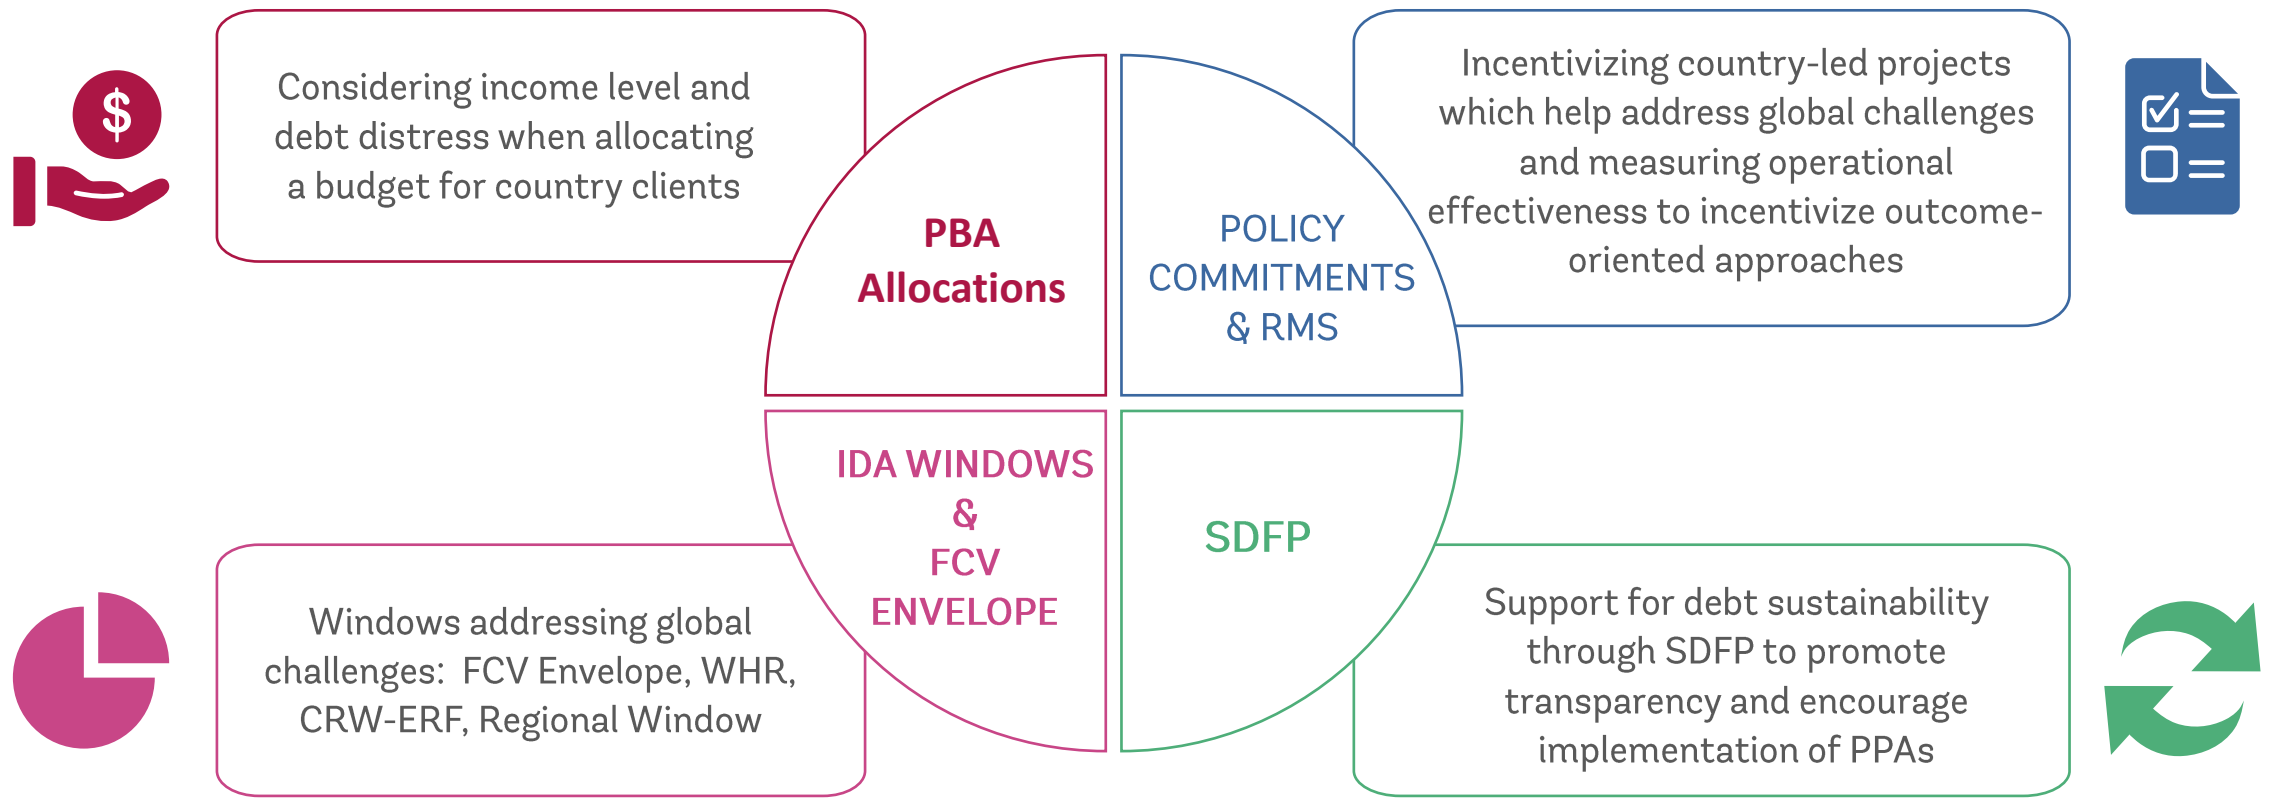 Considering income level and
debt distress when allocating
a budget for country clients
$
PBA
Allocations
POLICY
COMMITMENTS
& RMS
Incentivizing country-led projects
which help address global challenges
and measuring operational
effectiveness to incentivize outcome-
oriented approaches
IDA WINDOWS
&
FCV
ENVELOPE
Windows addressing global
challenges:  FCV Envelope, WHR,
CRW-ERF, Regional Window
SDFP
Support for debt sustainability
through SDFP to promote
transparency and encourage
implementation of PPAs